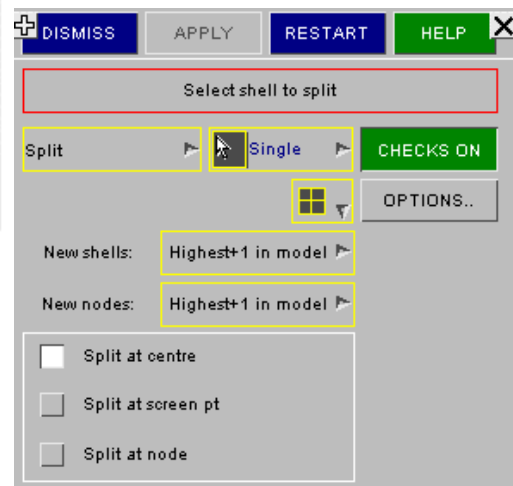 DISMISS APPLY RESTART HELP
Select shell to split
Split Single CHECKS ON
OPTIONS..
New shells: Highest+1 in model
New nodes: Highest+1 in model
Split at centre
Split at screen pt
Split at node